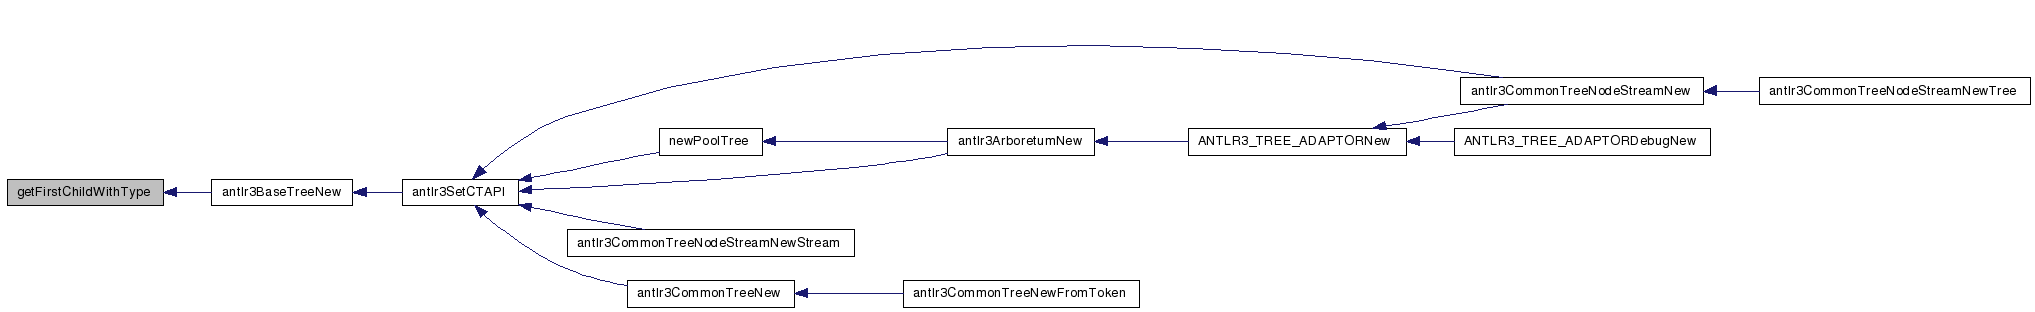 antlr3CommonTreeNodeStreamNew
antlr3CommonTreeNodeStreamNewTree
newPoolTree
antlr3ArboretumNew
ANTLR3_TREE_ADAPTORNew
ANTLR3_TREE_ADAPTORDebugNew
getFirstChildWithType
antlr3BaseTreeNew
antlr3SetCTAPI
antlr3CommonTreeNodeStreamNewStream
antlr3CommonTreeNew
antlr3CommonTreeNewFromToken